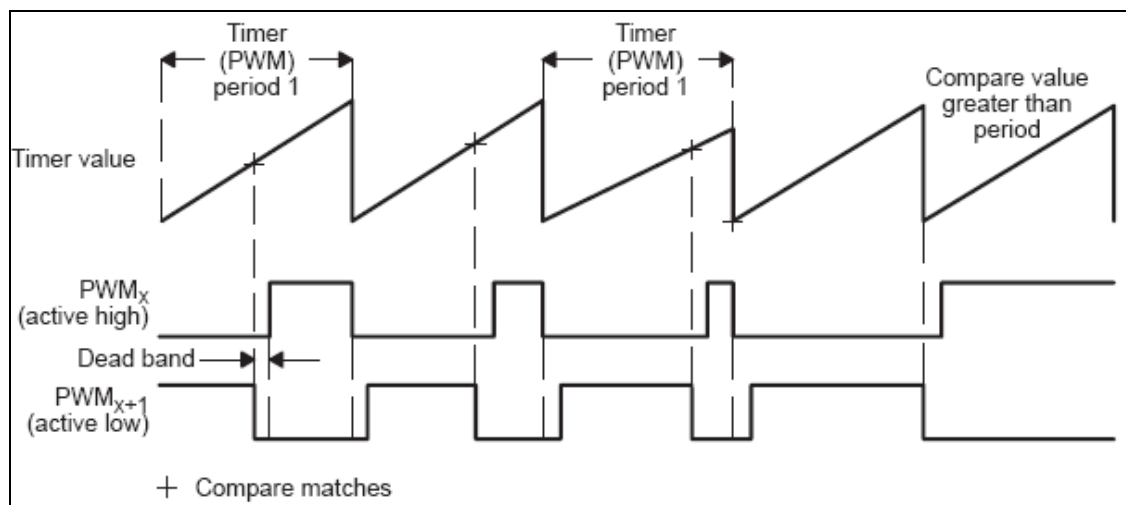 Timer
(PWM)
period 1
Timer
(PWM)
period 1
Compare value
greater than
period
Timer value
PWMX
(active high)
Dead band
PWMX+1
(active low)
+ Compare matches